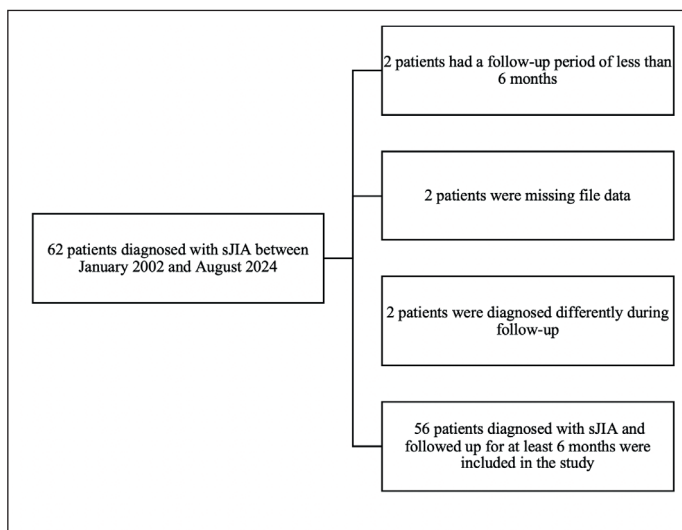 2 patients had a follow-up period of less than
6 months
2 patients were missing file data
62 patients diagnosed with sJIA between
January 2002 and August 2024
2 patients were diagnosed differently during
follow-up
56 patients diagnosed with sJIA and
followed up for at least 6 months were
included in the study